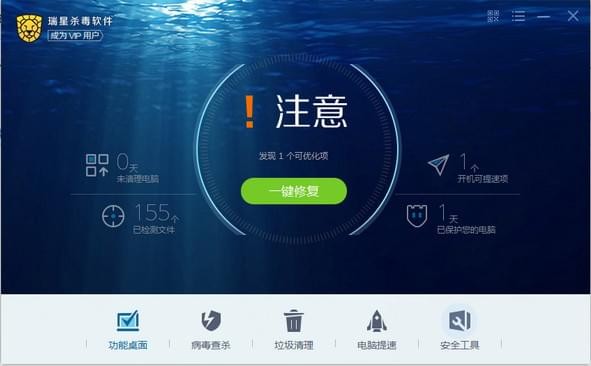 瑞星杀毒软件
成为 VIP 用户
! 注意
发现 1 个可优化项
一键修复
0天
未清理电脑
155个
已检测文件
1个
开机可提速项
1天
已保护您的电脑
功能桌面
病毒查杀
垃圾清理
电脑提速
安全工具